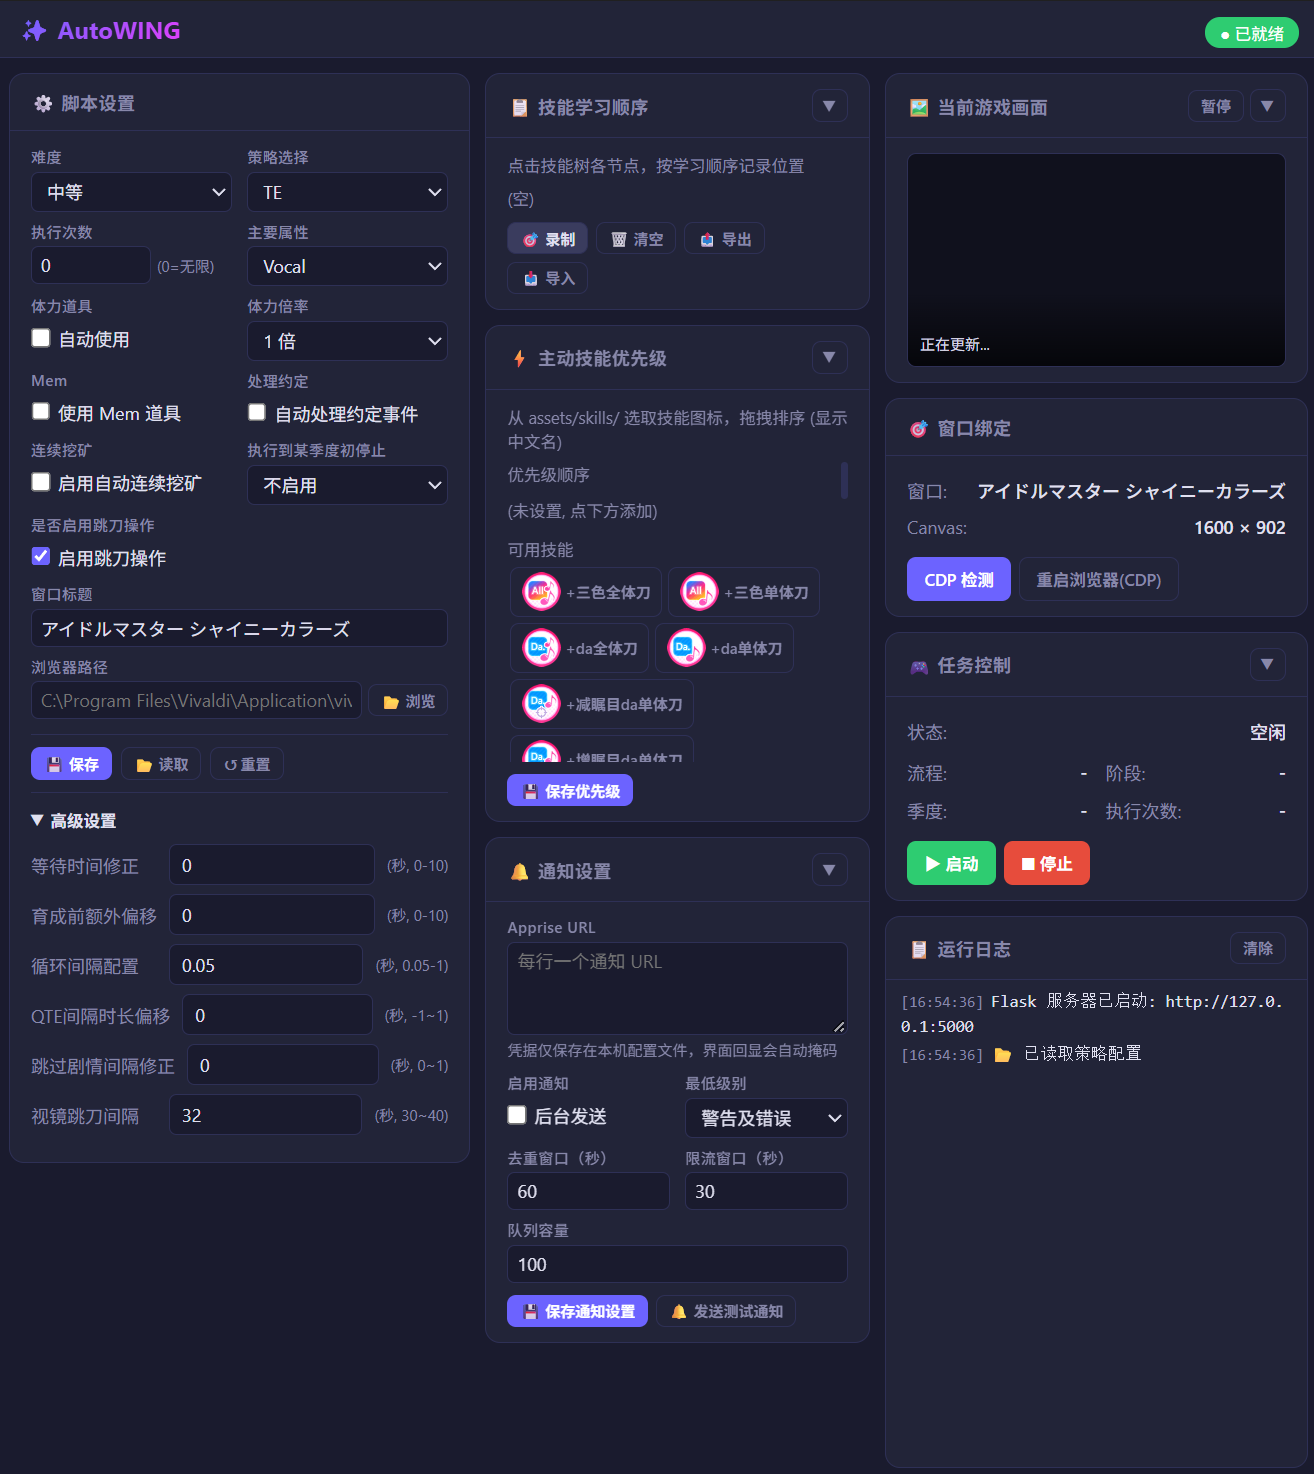 AutoWING
● 已就绪
脚本设置
难度
策略选择
中等
TE
执行次数
主要属性
0
(0=无限)
Vocal
体力道具
体力倍率
自动使用
1 倍
Mem
处理约定
使用 Mem 道具
自动处理约定事件
连续挖矿
执行到某季度初停止
启用自动连续挖矿
不启用
是否启用跳刀操作
启用跳刀操作
窗口标题
アイドルマスター シャイニーカラーズ
浏览器路径
C:\Program Files\Vivaldi\Application\viv
浏览
保存
读取
↺ 重置
▼ 高级设置
等待时间修正
0
(秒, 0-10)
育成前额外偏移
0
(秒, 0-10)
循环间隔配置
0.05
(秒, 0.05-1)
QTE间隔时长偏移
0
(秒, -1~1)
跳过剧情间隔修正
0
(秒, 0~1)
视镜跳刀间隔
32
(秒, 30~40)
技能学习顺序
▼
点击技能树各节点，按学习顺序记录位置
(空)
录制
清空
导出
导入
主动技能优先级
▼
从 assets/skills/ 选取技能图标，拖拽排序 (显示
中文名)
优先级顺序
(未设置, 点下方添加)
可用技能
All
+三色全体刀
All
+三色单体刀
Da.
+da全体刀
Da.
+da单体刀
Da.
+减瞩目da单体刀
Da.
+增瞩目da单体刀
保存优先级
通知设置
▼
Apprise URL
每行一个通知 URL
凭据仅保存在本机配置文件，界面回显会自动掩码
启用通知
最低级别
后台发送
警告及错误
去重窗口（秒）
限流窗口（秒）
60
30
队列容量
100
保存通知设置
发送测试通知
当前游戏画面
暂停
▼
正在更新...
窗口绑定
窗口:
アイドルマスター シャイニーカラーズ
Canvas:
1600 × 902
CDP 检测
重启浏览器(CDP)
任务控制
▼
状态:
空闲
流程:
-
阶段:
-
季度:
-
执行次数:
-
▶ 启动
■ 停止
运行日志
清除
[16:54:36] Flask 服务器已启动: http://127.0.
0.1:5000
[16:54:36] 已读取策略配置